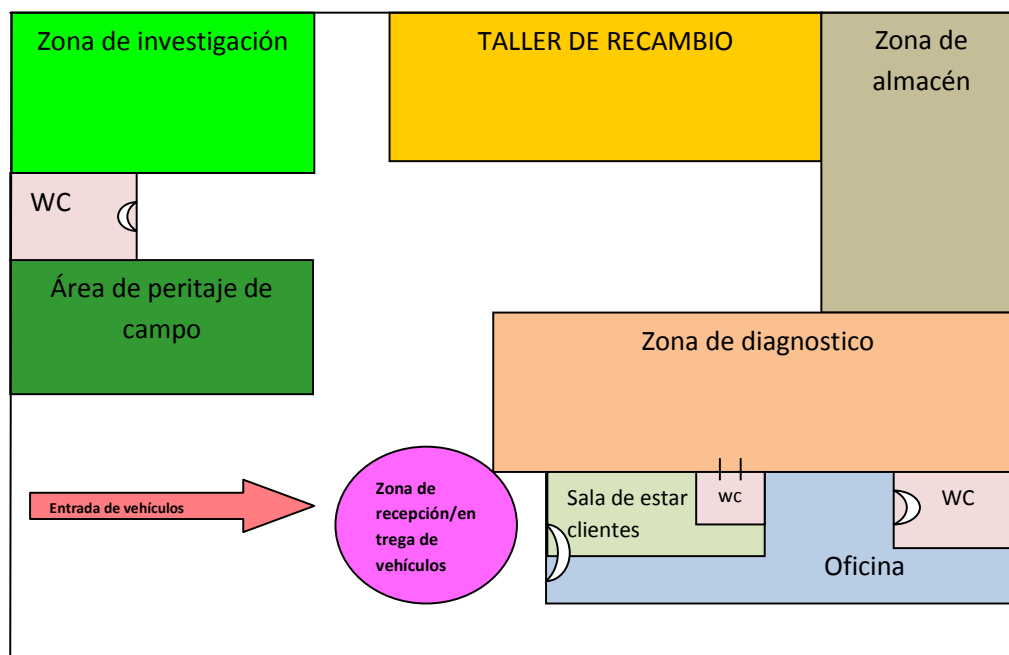 Zona de investigación
TALLER DE RECAMBIO
Zona de
almacén
WC
Área de peritaje de
campo
Zona de diagnostico
Entrada de vehículos
Zona de
recepción/en
trega de
vehículos
Sala de estar
clientes
wc
WC
Oficina